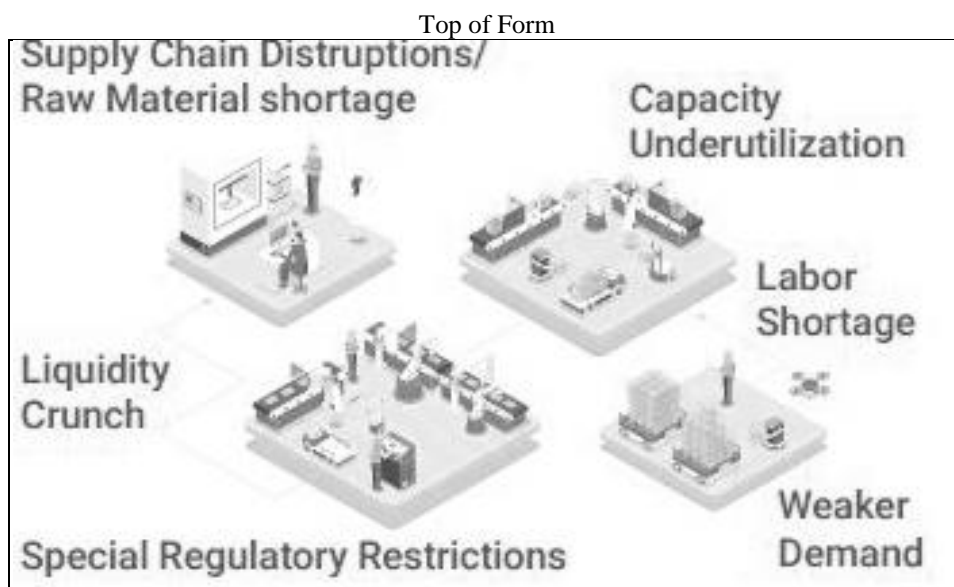 Top of Form
Supply Chain Distruptions/
Raw Material shortage
Capacity
Underutilization
Labor
Shortage
Liquidity
Crunch
Weaker
Demand
Special Regulatory Restrictions